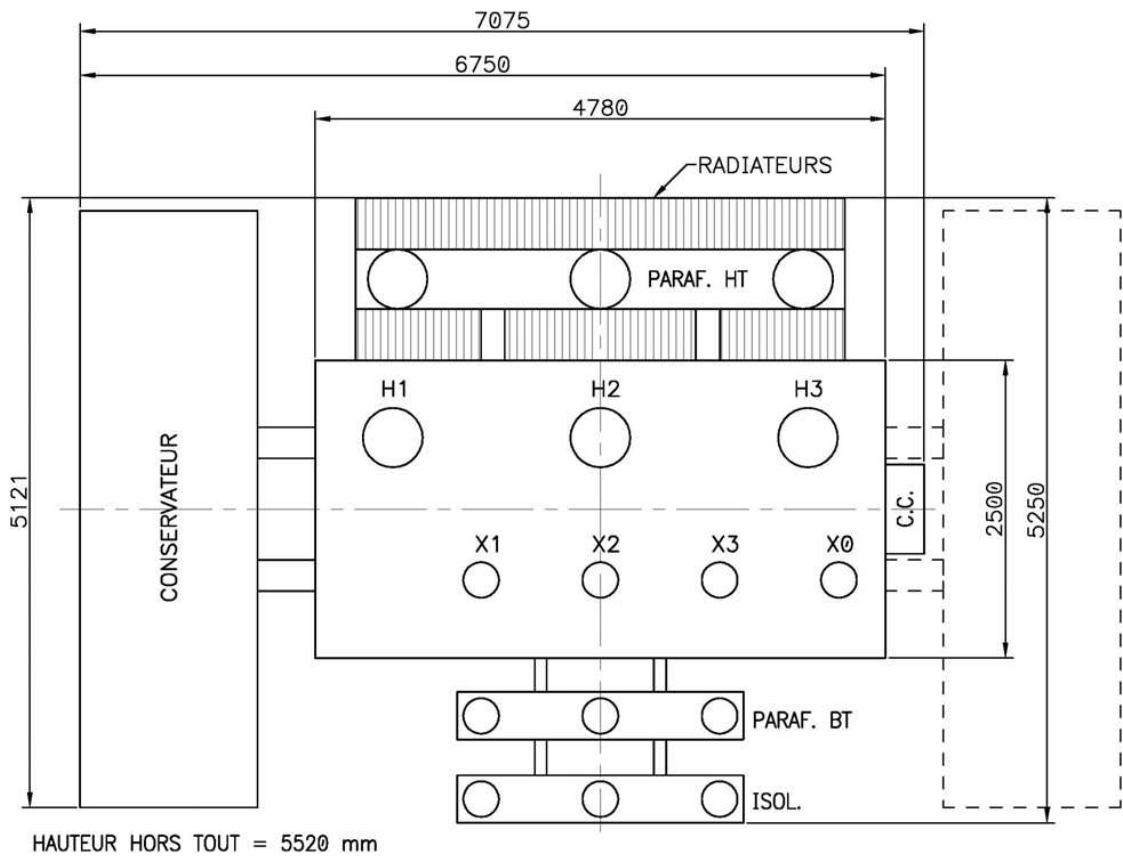 7075
6750
4780
RADIATEURS
PARAF. HT
H1 H2 H3
5121
CONSERVATEUR
C.C.
2500
5250
X1 X2 X3 X0
PARAF. BT
ISOL.
HAUTEUR HORS TOUT = 5520 mm